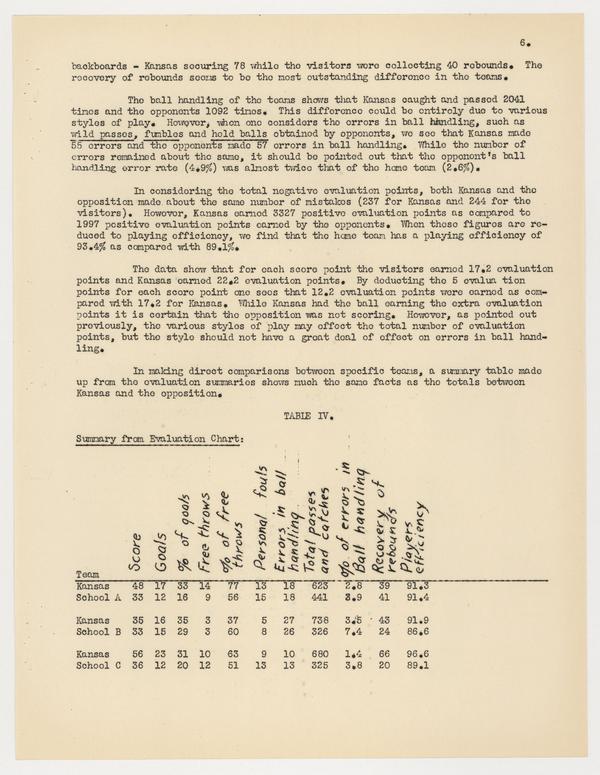 6.
backboards - Kansas securing 78 while the visitors were collecting 40 rebounds. The
recovery of rebounds seems to be the most outstanding difference in the teams.
The ball handling of the teams shows that Kansas caught and passed 2041
times and the opponents 1092 times. This difference could be entirely due to various
styles of play. However, when one considers the errors in ball handling, such as
wild passes, fumbles and hold balls obtained by opponents, we see that Kansas made
55 errors and the opponents made 57 errors in ball handling. While the number of
errors remained about the same, it should be pointed out that the opponent's ball
handling error rate (4.9%) was almost twice that of the home team (2.6%).
In considering the total negative evaluation points, both Kansas and the
opposition made about the same number of mistakes (237 for Kansas and 244 for the
visitors). However, Kansas earned 3327 positive evaluation points as compared to
1997 positive evaluation points earned by the opponents. When these figures are re-
duced to playing efficiency, we find that the home team has a playing efficiency of
93.4% as compared with 89.1%.
The data show that for each score point the visitors earned 17.2 evaluation
points and Kansas earned 22.2 evaluation points. By deducting the 5 evalua tion
points for each score point one sees that 12.2 evaluation points were earned as com-
pared with 17.2 for Kansas. While Kansas had the ball earning the extra evaluation
points it is certain that the opposition was not scoring. However, as pointed out
previously, the various styles of play may effect the total number of evaluation
points, but the style should not have a great deal of effect on errors in ball hand-
ling.
In making direct comparisons between specific teams, a summary table made
up from the evaluation summaries shows much the same facts as the totals between
Kansas and the opposition.
TABLE IV.
Summary from Evaluation Chart:
Team Score Goals % of goals Free throws % of free throws Personal fouls Errors in ball handling Total passes and catches % of errors in Ball handling Recovery of rebounds Players efficiency
Kansas 48 17 33 14 77 13 18 623 2.8 39 91.3
School A 33 12 16 9 56 15 18 441 3.9 41 91.4
Kansas 35 16 35 3 37 5 27 738 3.5 43 91.9
School B 33 15 29 3 60 8 26 326 7.4 24 86.6
Kansas 56 23 31 10 63 9 10 680 1.4 66 96.6
School C 36 12 20 12 51 13 13 325 3.8 20 89.1